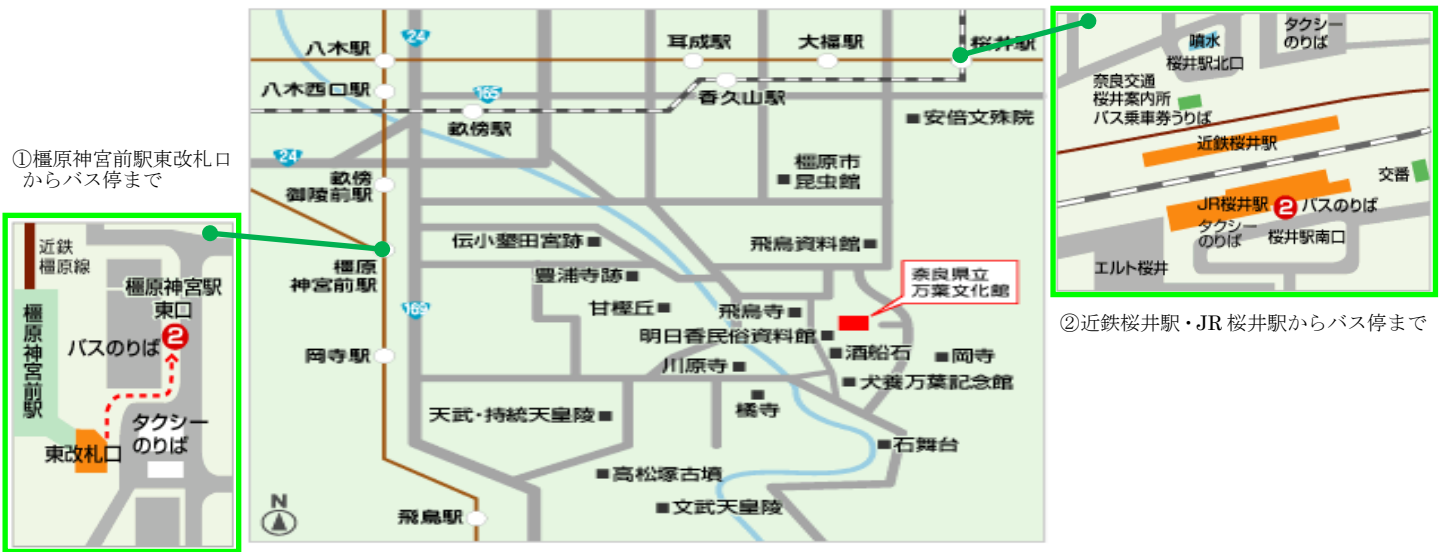 ①橿原神宮前駅東改札口
からバス停まで
近鉄
橿原線
橿原神宮駅
東口
2
バスのりば
橿原神宮前駅
タクシー
のりば
東改札口
24
八木駅
耳成駅
大福駅
桜井駅
八木西口駅
165
香久山駅
畝傍駅
安倍文殊院
24
畝傍
御陵前駅
橿原市
昆虫館
伝小墾田宮跡
飛鳥資料館
橿原
神宮前駅
豊浦寺跡
奈良県立
万葉文化館
169
甘樫丘
飛鳥寺
明日香民俗資料館
岡寺駅
川原寺
酒船石
岡寺
犬養万葉記念館
橘寺
天武・持統天皇陵
石舞台
高松塚古墳
文武天皇陵
N
飛鳥駅
タクシー
のりば
噴水
桜井駅北口
奈良交通
桜井案内所
バス乗車券うりば
近鉄桜井駅
交番
JR桜井駅
2
バスのりば
タクシー
のりば
桜井駅南口
エルト桜井
②近鉄桜井駅・JR 桜井駅からバス停まで